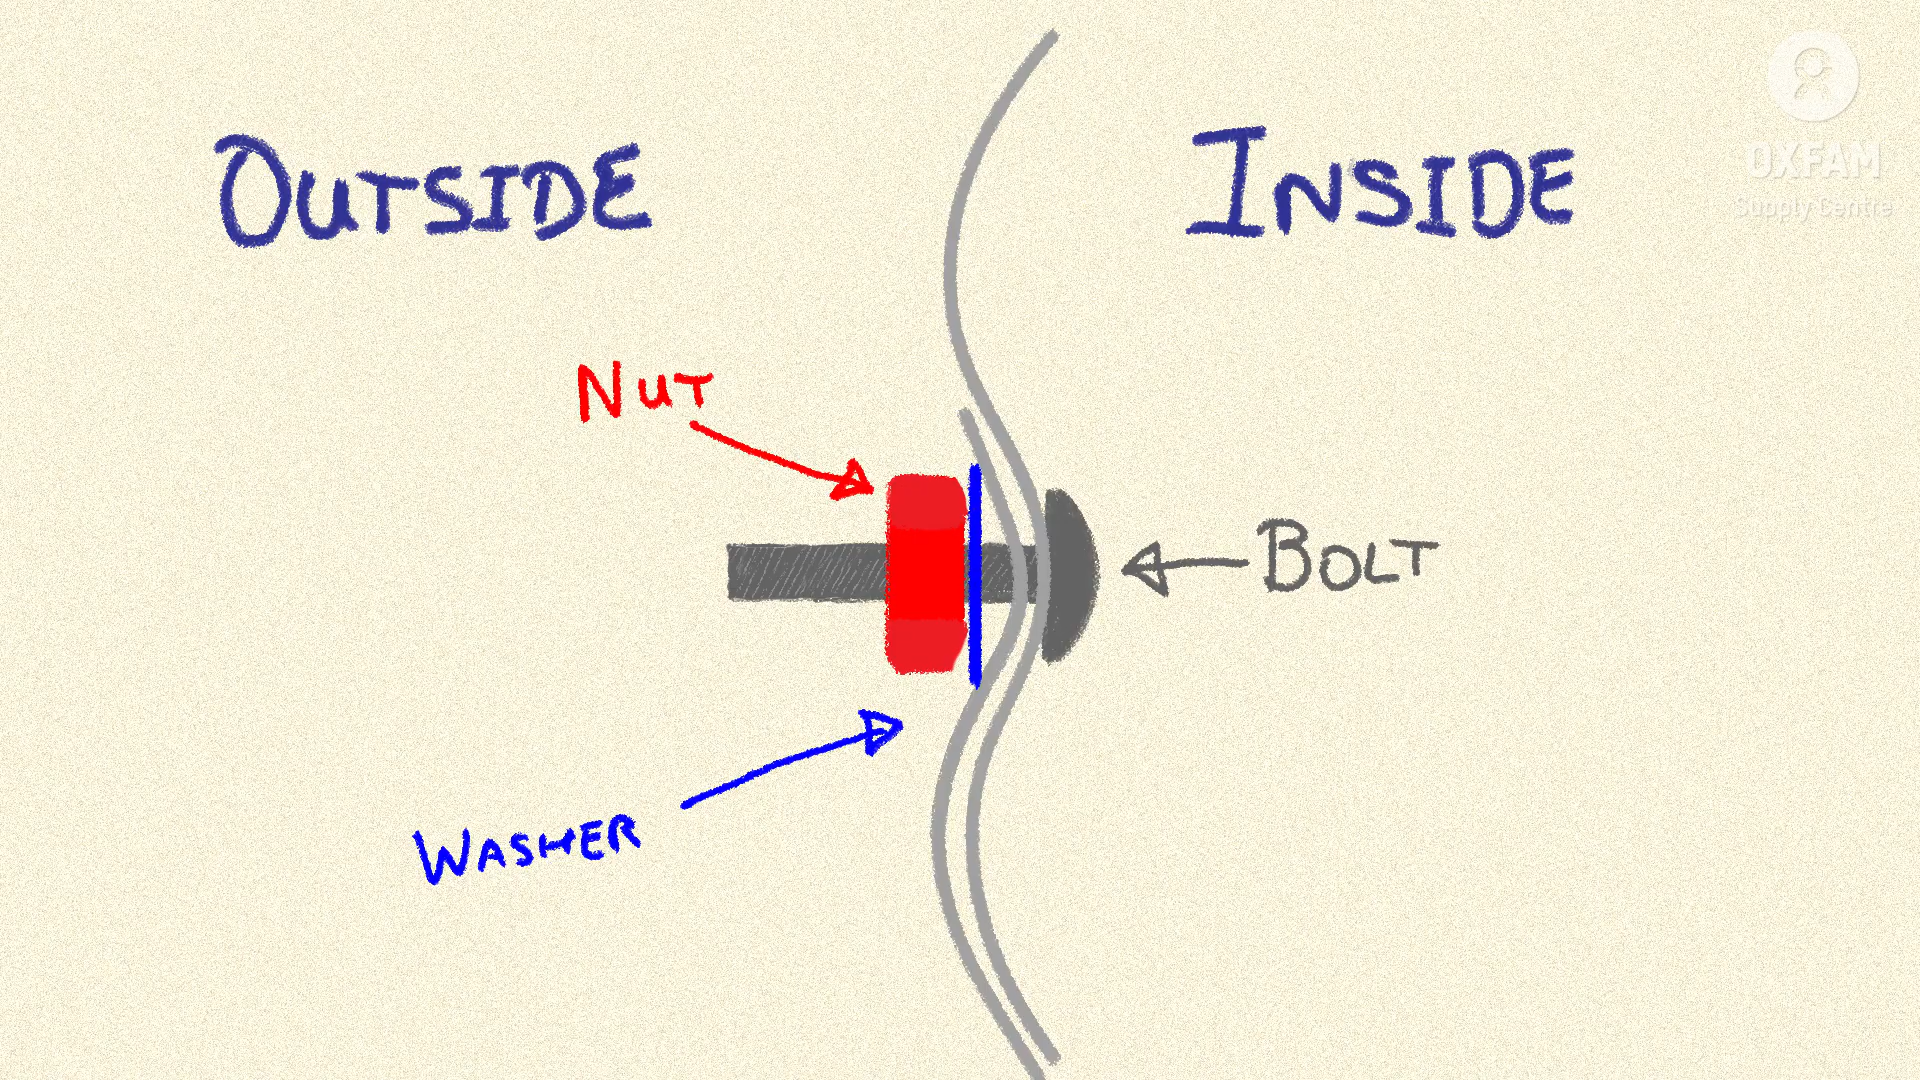 OUTSIDE
INSIDE
OXFAM
Supply Centre
NUT
BOLT
WASHER